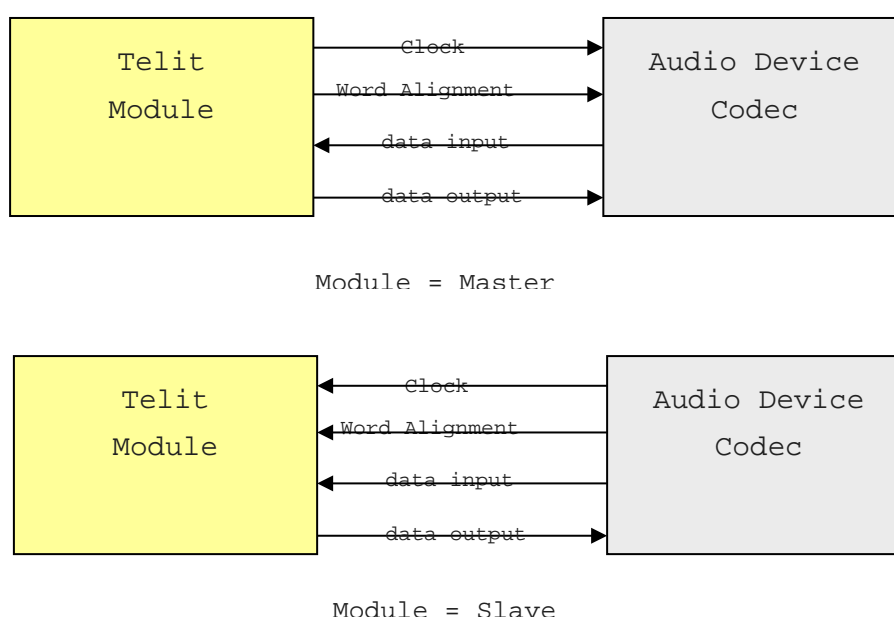 Telit
Module
Clock
Word Alignment
data input
data output
Audio Device
Codec
Module = Master
Telit
Module
Clock
Word Alignment
data input
data output
Audio Device
Codec
Module = Slave